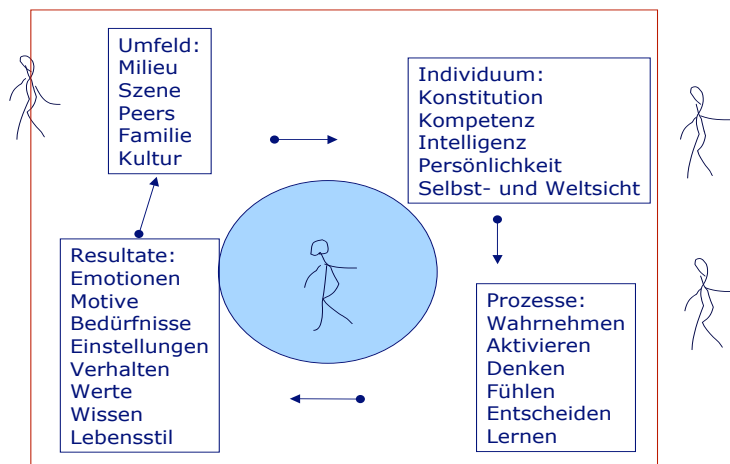 Umfeld:
Milieu
Szene
Peers
Familie
Kultur
Individuum:
Konstitution
Kompetenz
Intelligenz
Persönlichkeit
Selbst- und Weltsicht
Resultate:
Emotionen
Motive
Bedürfnisse
Einstellungen
Verhalten
Werte
Wissen
Lebensstil
Prozesse:
Wahrnehmen
Aktivieren
Denken
Fühlen
Entscheiden
Lernen